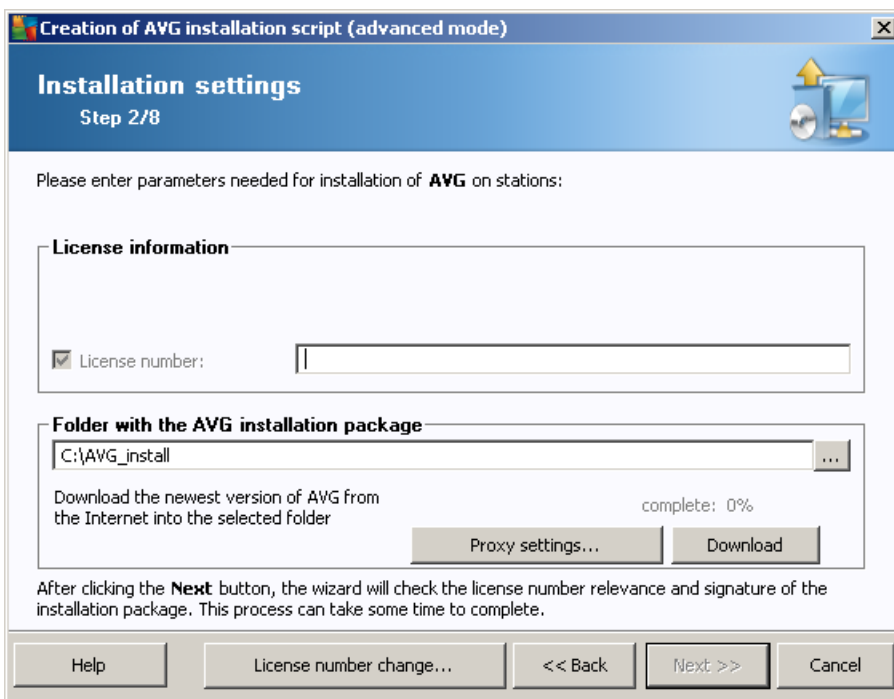 Creation of AVG installation script (advanced mode)
Installation settings
Step 2/8
Please enter parameters needed for installation of AVG on stations:
License information
License number:
Folder with the AVG installation package
C:\AVG_install
...
Download the newest version of AVG from
the Internet into the selected folder
complete: 0%
Proxy settings...
Download
After clicking the Next button, the wizard will check the license number relevance and signature of the
installation package. This process can take some time to complete.
Help
License number change...
<< Back
Next >>
Cancel